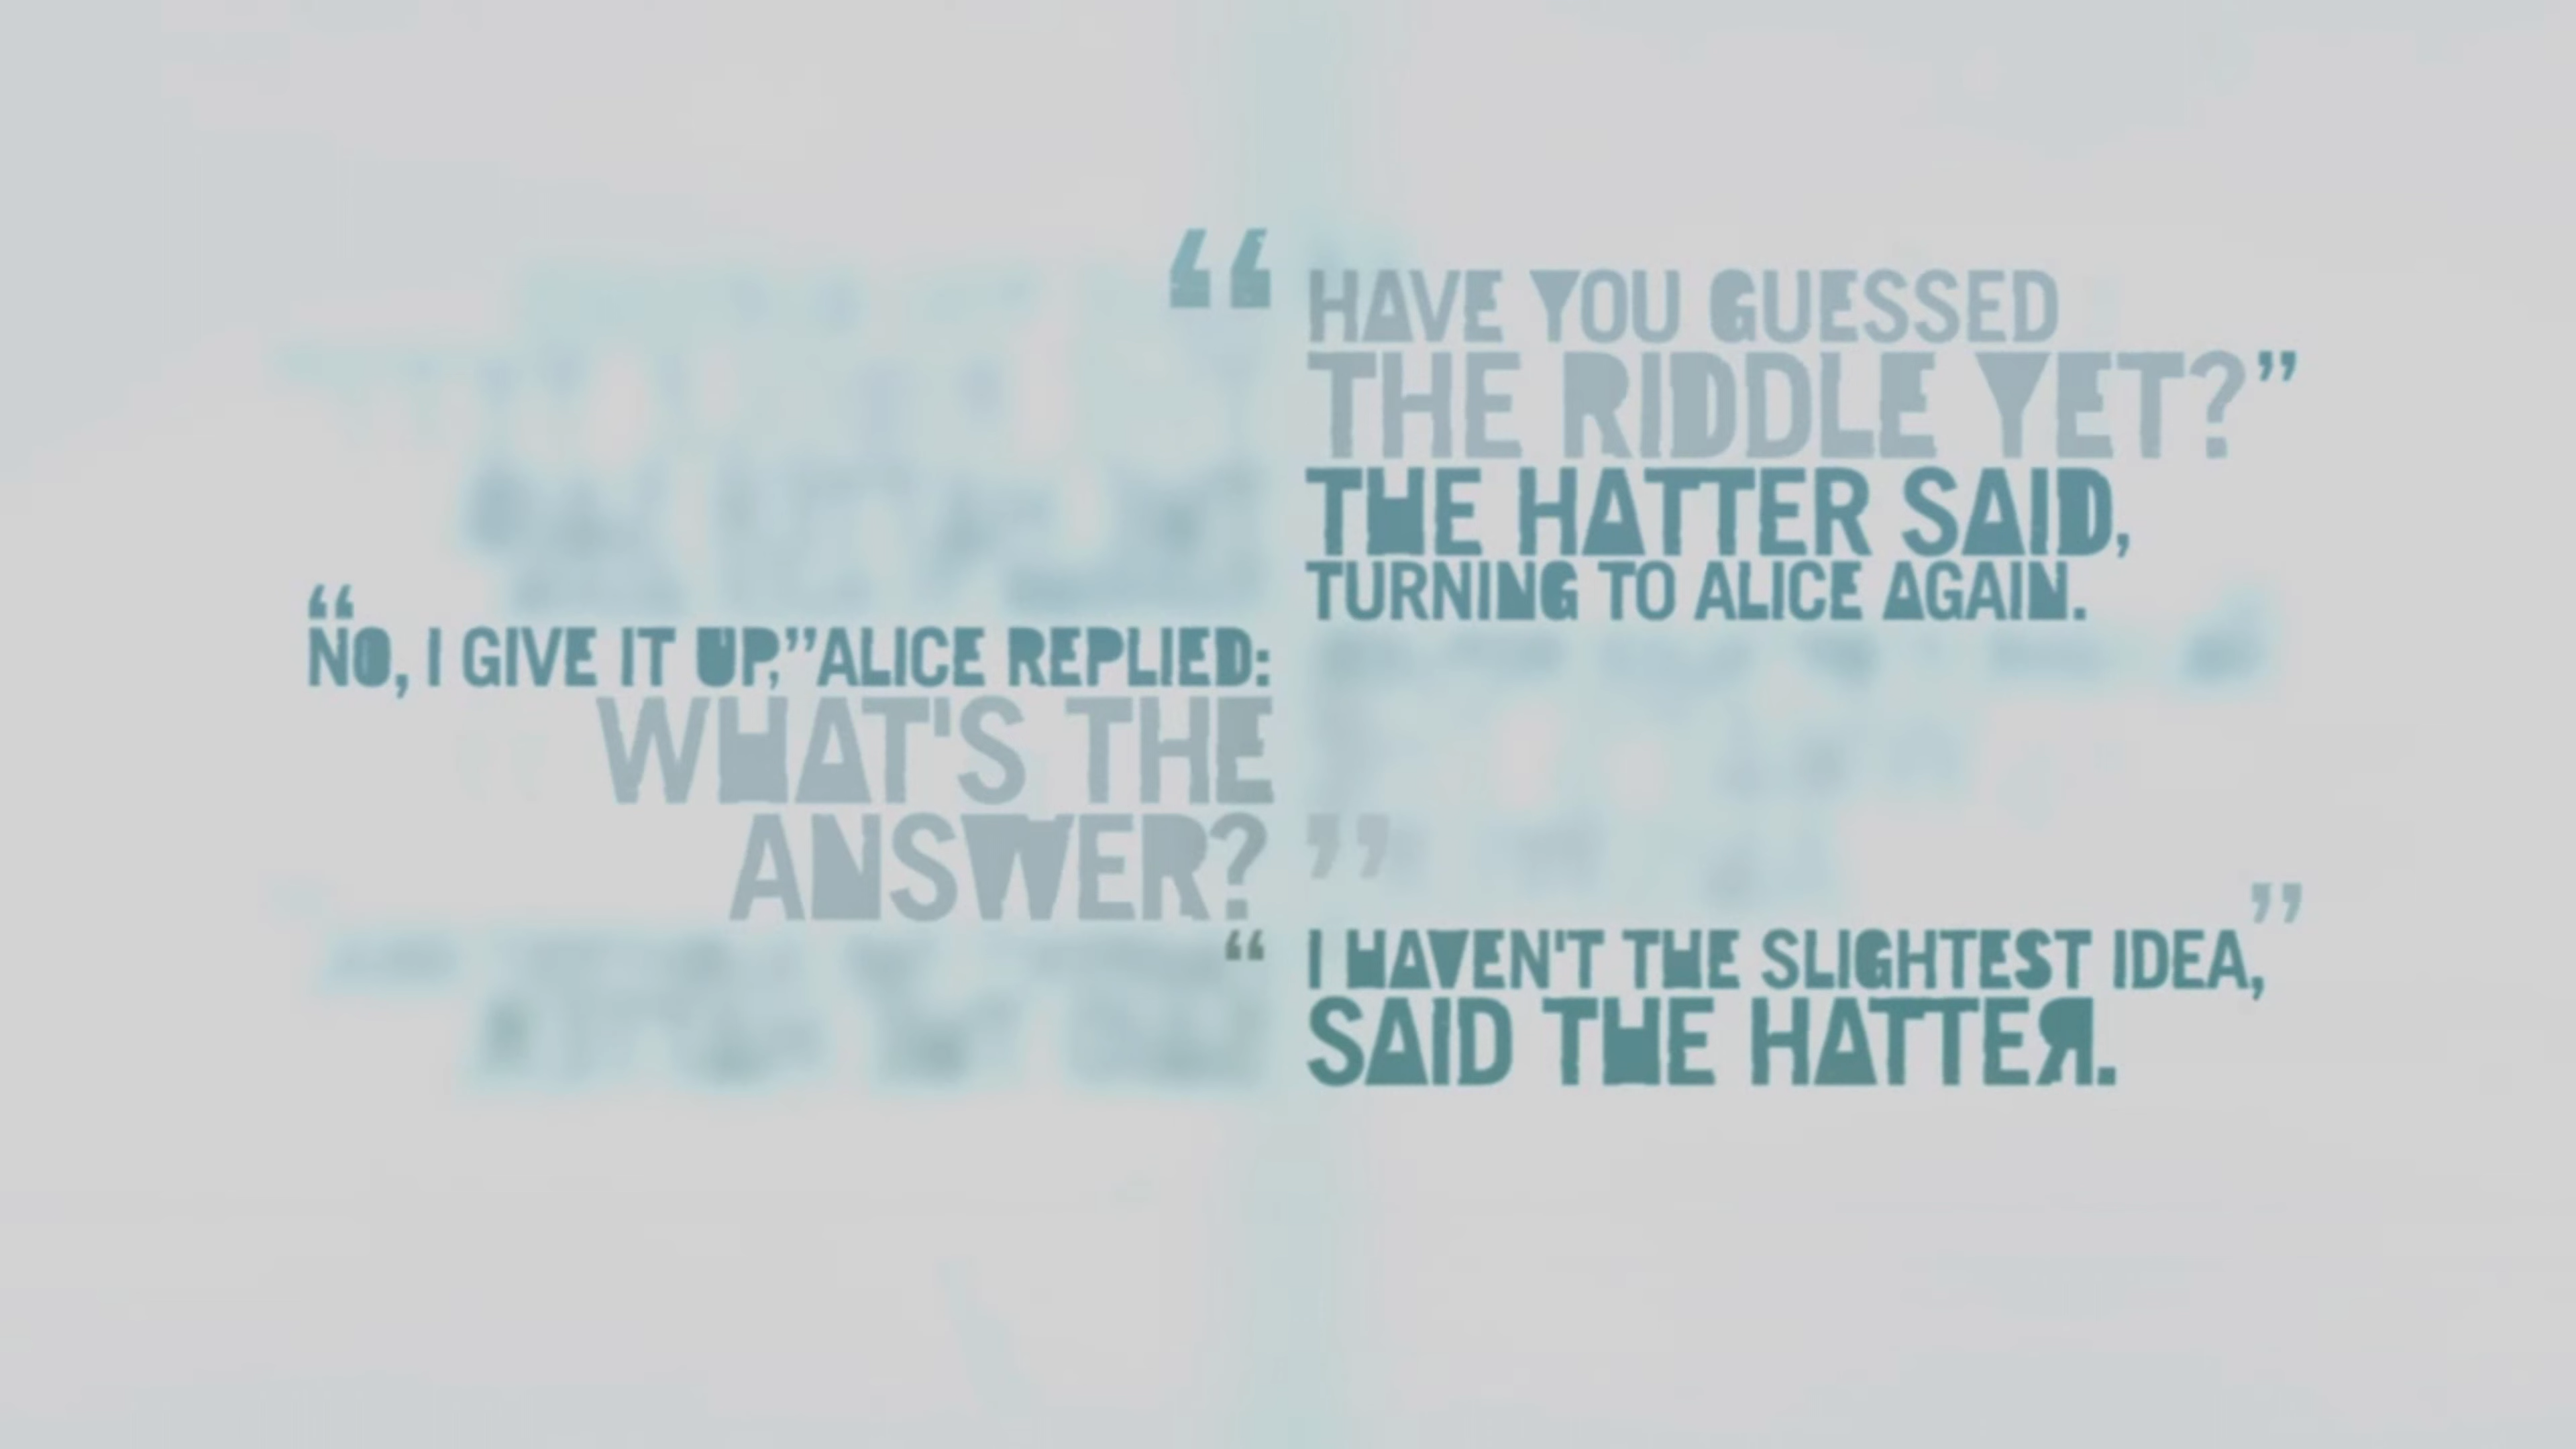 “HAVE YOU GUESSED
THE RIDDLE YET?”
THE HATTER SAID,
TURNING TO ALICE AGAIN.
“NO, I GIVE IT UP,”ALICE REPLIED:
WHAT'S THE
ANSWER?”
“I HAVEN'T THE SLIGHTEST IDEA,”
SAID THE HATTEЯ.